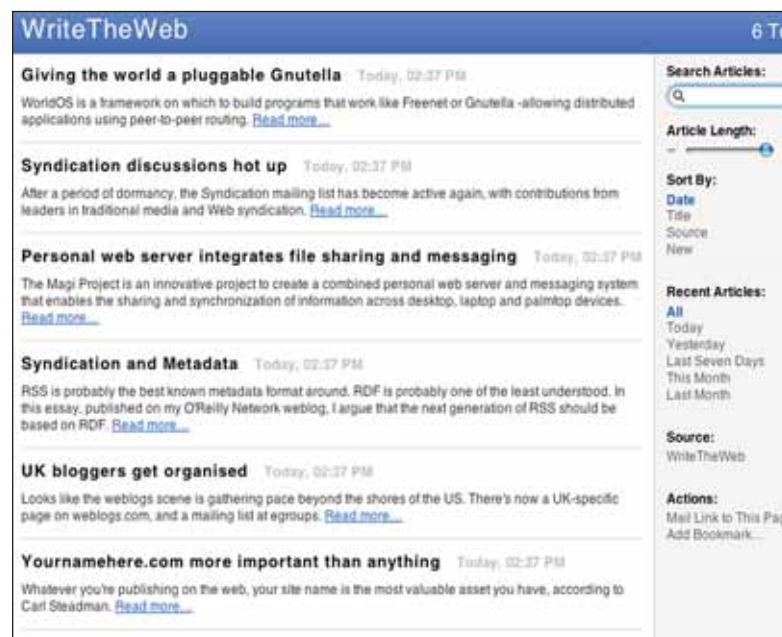 WriteTheWeb
6 To
Giving the world a pluggable Gnutella Today, 02:37 PM
WorldOS is a framework on which to build programs that work like Freenet or Gnutella -allowing distributed
applications using peer-to-peer routing. Read more...
Syndication discussions hot up Today, 02:37 PM
After a period of dormancy, the Syndication mailing list has become active again, with contributions from
leaders in traditional media and Web syndication. Read more...
Personal web server integrates file sharing and messaging Today, 02:37 PM
The Magi Project is an innovative project to create a combined personal web server and messaging system
that enables the sharing and synchronization of information across desktop, laptop and palmtop devices.
Read more...
Syndication and Metadata Today, 02:37 PM
RSS is probably the best known metadata format around. RDF is probably one of the least understood. In
this essay, published on my O'Reilly Network weblog, I argue that the next generation of RSS should be
based on RDF. Read more...
UK bloggers get organised Today, 02:37 PM
Looks like the weblogs scene is gathering pace beyond the shores of the US. There's now a UK-specific
page on weblogs.com, and a mailing list at egroups. Read more...
Yournamehere.com more important than anything Today, 02:37 PM
Whatever you're publishing on the web, your site name is the most valuable asset you have, according to
Carl Steadman. Read more...
Search Articles:
Article Length:
Sort By:
Date
Title
Source
New
Recent Articles:
All
Today
Yesterday
Last Seven Days
This Month
Last Month
Source:
WriteTheWeb
Actions:
Mail Link to This Pag
Add Bookmark...